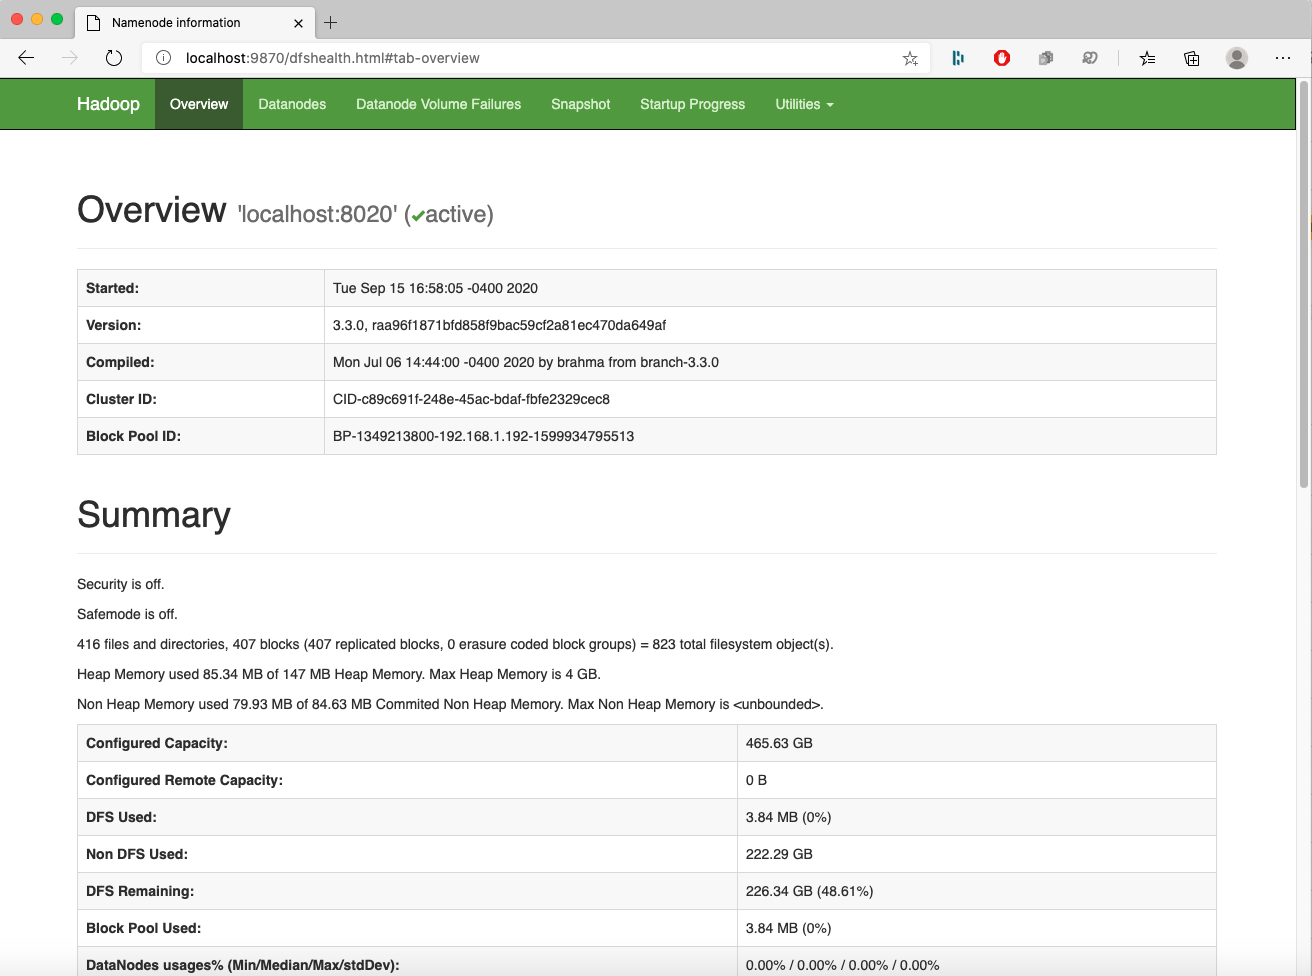 Namenode information
localhost:9870/dfshealth.html#tab-overview
Hadoop Overview Datanodes Datanode Volume Failures Snapshot Startup Progress Utilities
Overview 'localhost:8020' (✔active)
Started: Tue Sep 15 16:58:05 -0400 2020
Version: 3.3.0, raa96f1871bfd858f9bac59cf2a81ec470da649af
Compiled: Mon Jul 06 14:44:00 -0400 2020 by brahma from branch-3.3.0
Cluster ID: CID-c89c691f-248e-45ac-bdaf-fbfe2329cec8
Block Pool ID: BP-1349213800-192.168.1.192-1599934795513
Summary
Security is off.
Safemode is off.
416 files and directories, 407 blocks (407 replicated blocks, 0 erasure coded block groups) = 823 total filesystem object(s).
Heap Memory used 85.34 MB of 147 MB Heap Memory. Max Heap Memory is 4 GB.
Non Heap Memory used 79.93 MB of 84.63 MB Commited Non Heap Memory. Max Non Heap Memory is <unbounded>.
Configured Capacity: 465.63 GB
Configured Remote Capacity: 0 B
DFS Used: 3.84 MB (0%)
Non DFS Used: 222.29 GB
DFS Remaining: 226.34 GB (48.61%)
Block Pool Used: 3.84 MB (0%)
DataNodes usages% (Min/Median/Max/stdDev): 0.00% / 0.00% / 0.00% / 0.00%